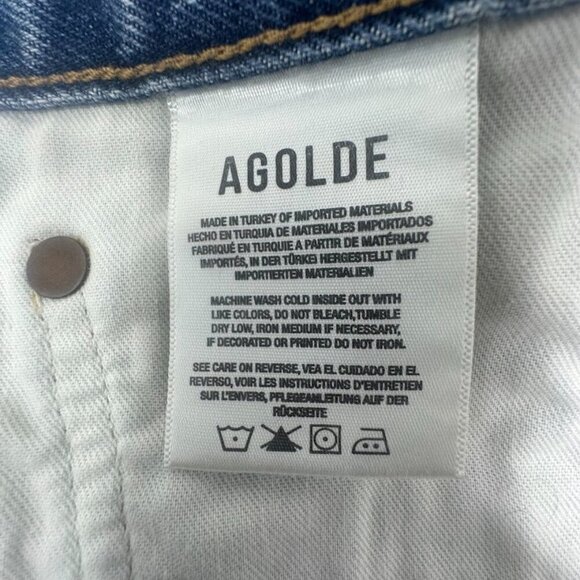 AGOLDE
MADE IN TURKEY OF IMPORTED MATERIALS
HECHO EN TURQUIA DE MATERIALES IMPORTADOS
FABRIQUÉ EN TURQUIE A PARTIR DE MATÉRIAUX
IMPORTÉS, IN DER TÜRKEI HERGESTELLT MIT
IMPORTIERTEN MATERIALIEN
MACHINE WASH COLD INSIDE OUT WITH
LIKE COLORS, DO NOT BLEACH,TUMBLE
DRY LOW, IRON MEDIUM IF NECESSARY,
IF DECORATED OR PRINTED DO NOT IRON.
SEE CARE ON REVERSE, VEA EL CUIDADO EN EL
REVERSO, VOIR LES INSTRUCTIONS D'ENTRETIEN
SUR L'ENVERS, PFLEGEANLEITUNG AUF DER
RÜCKSEITE